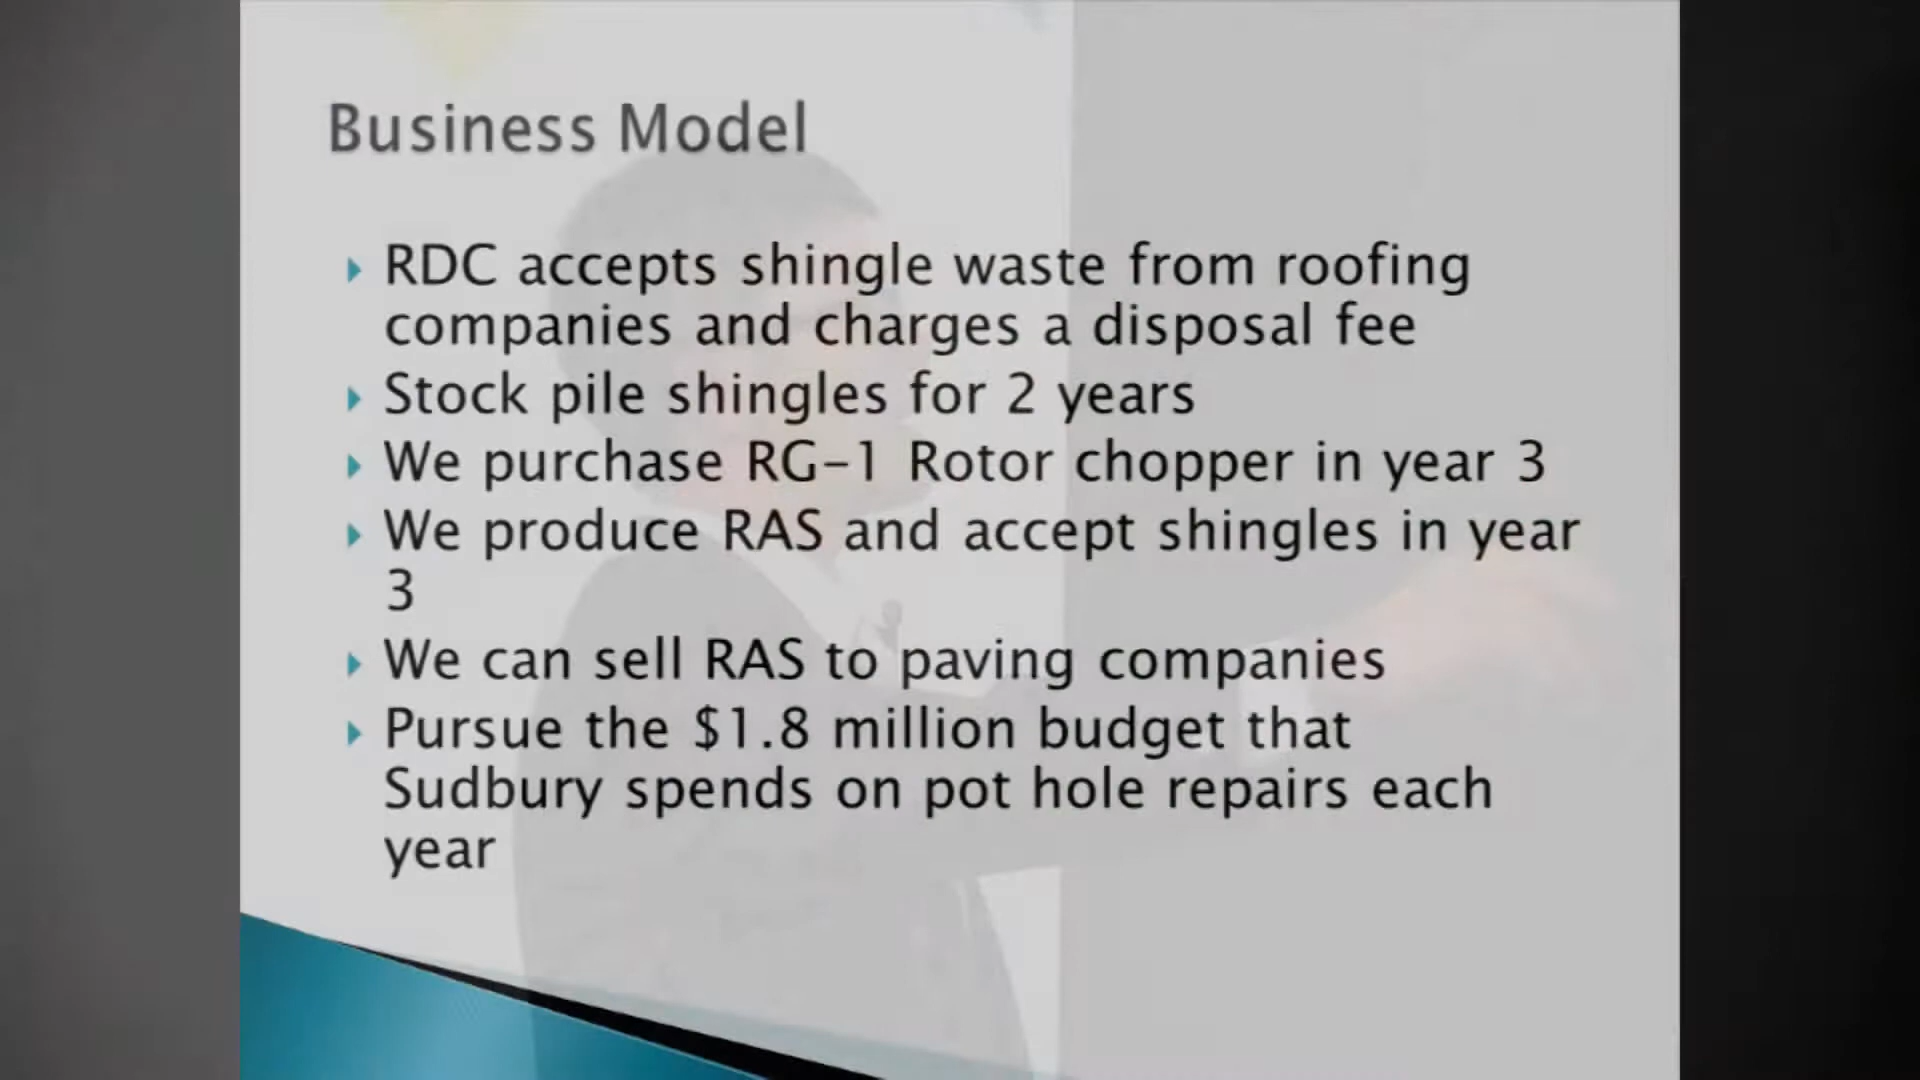 Business Model
RDC accepts shingle waste from roofing
companies and charges a disposal fee
Stock pile shingles for 2 years
We purchase RG-1 Rotor chopper in year 3
We produce RAS and accept shingles in year
3
We can sell RAS to paving companies
Pursue the $1.8 million budget that
Sudbury spends on pot hole repairs each
year